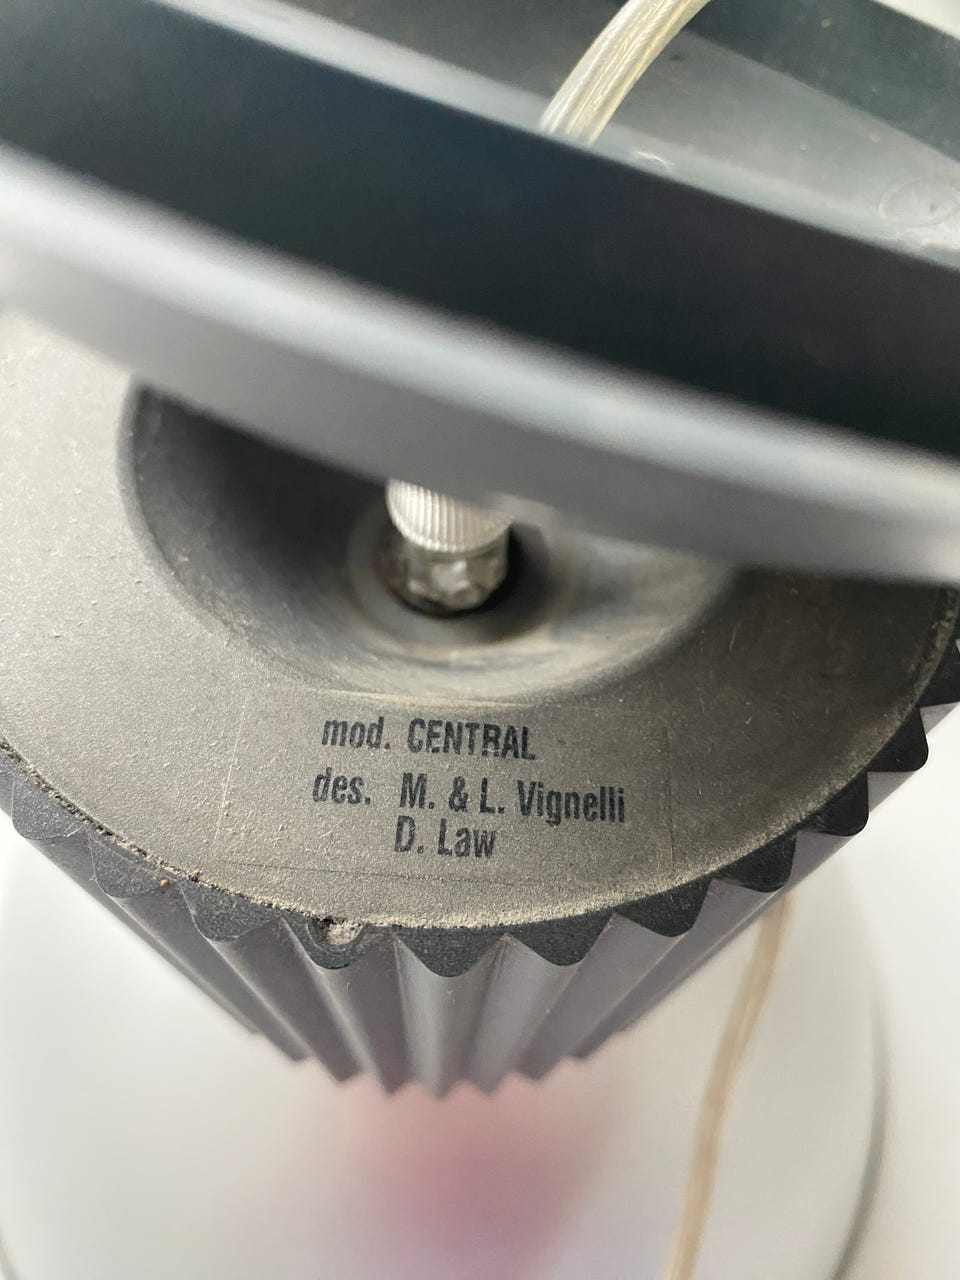 mod. CENTRAL
des. M. & L. Vignelli
D. Law